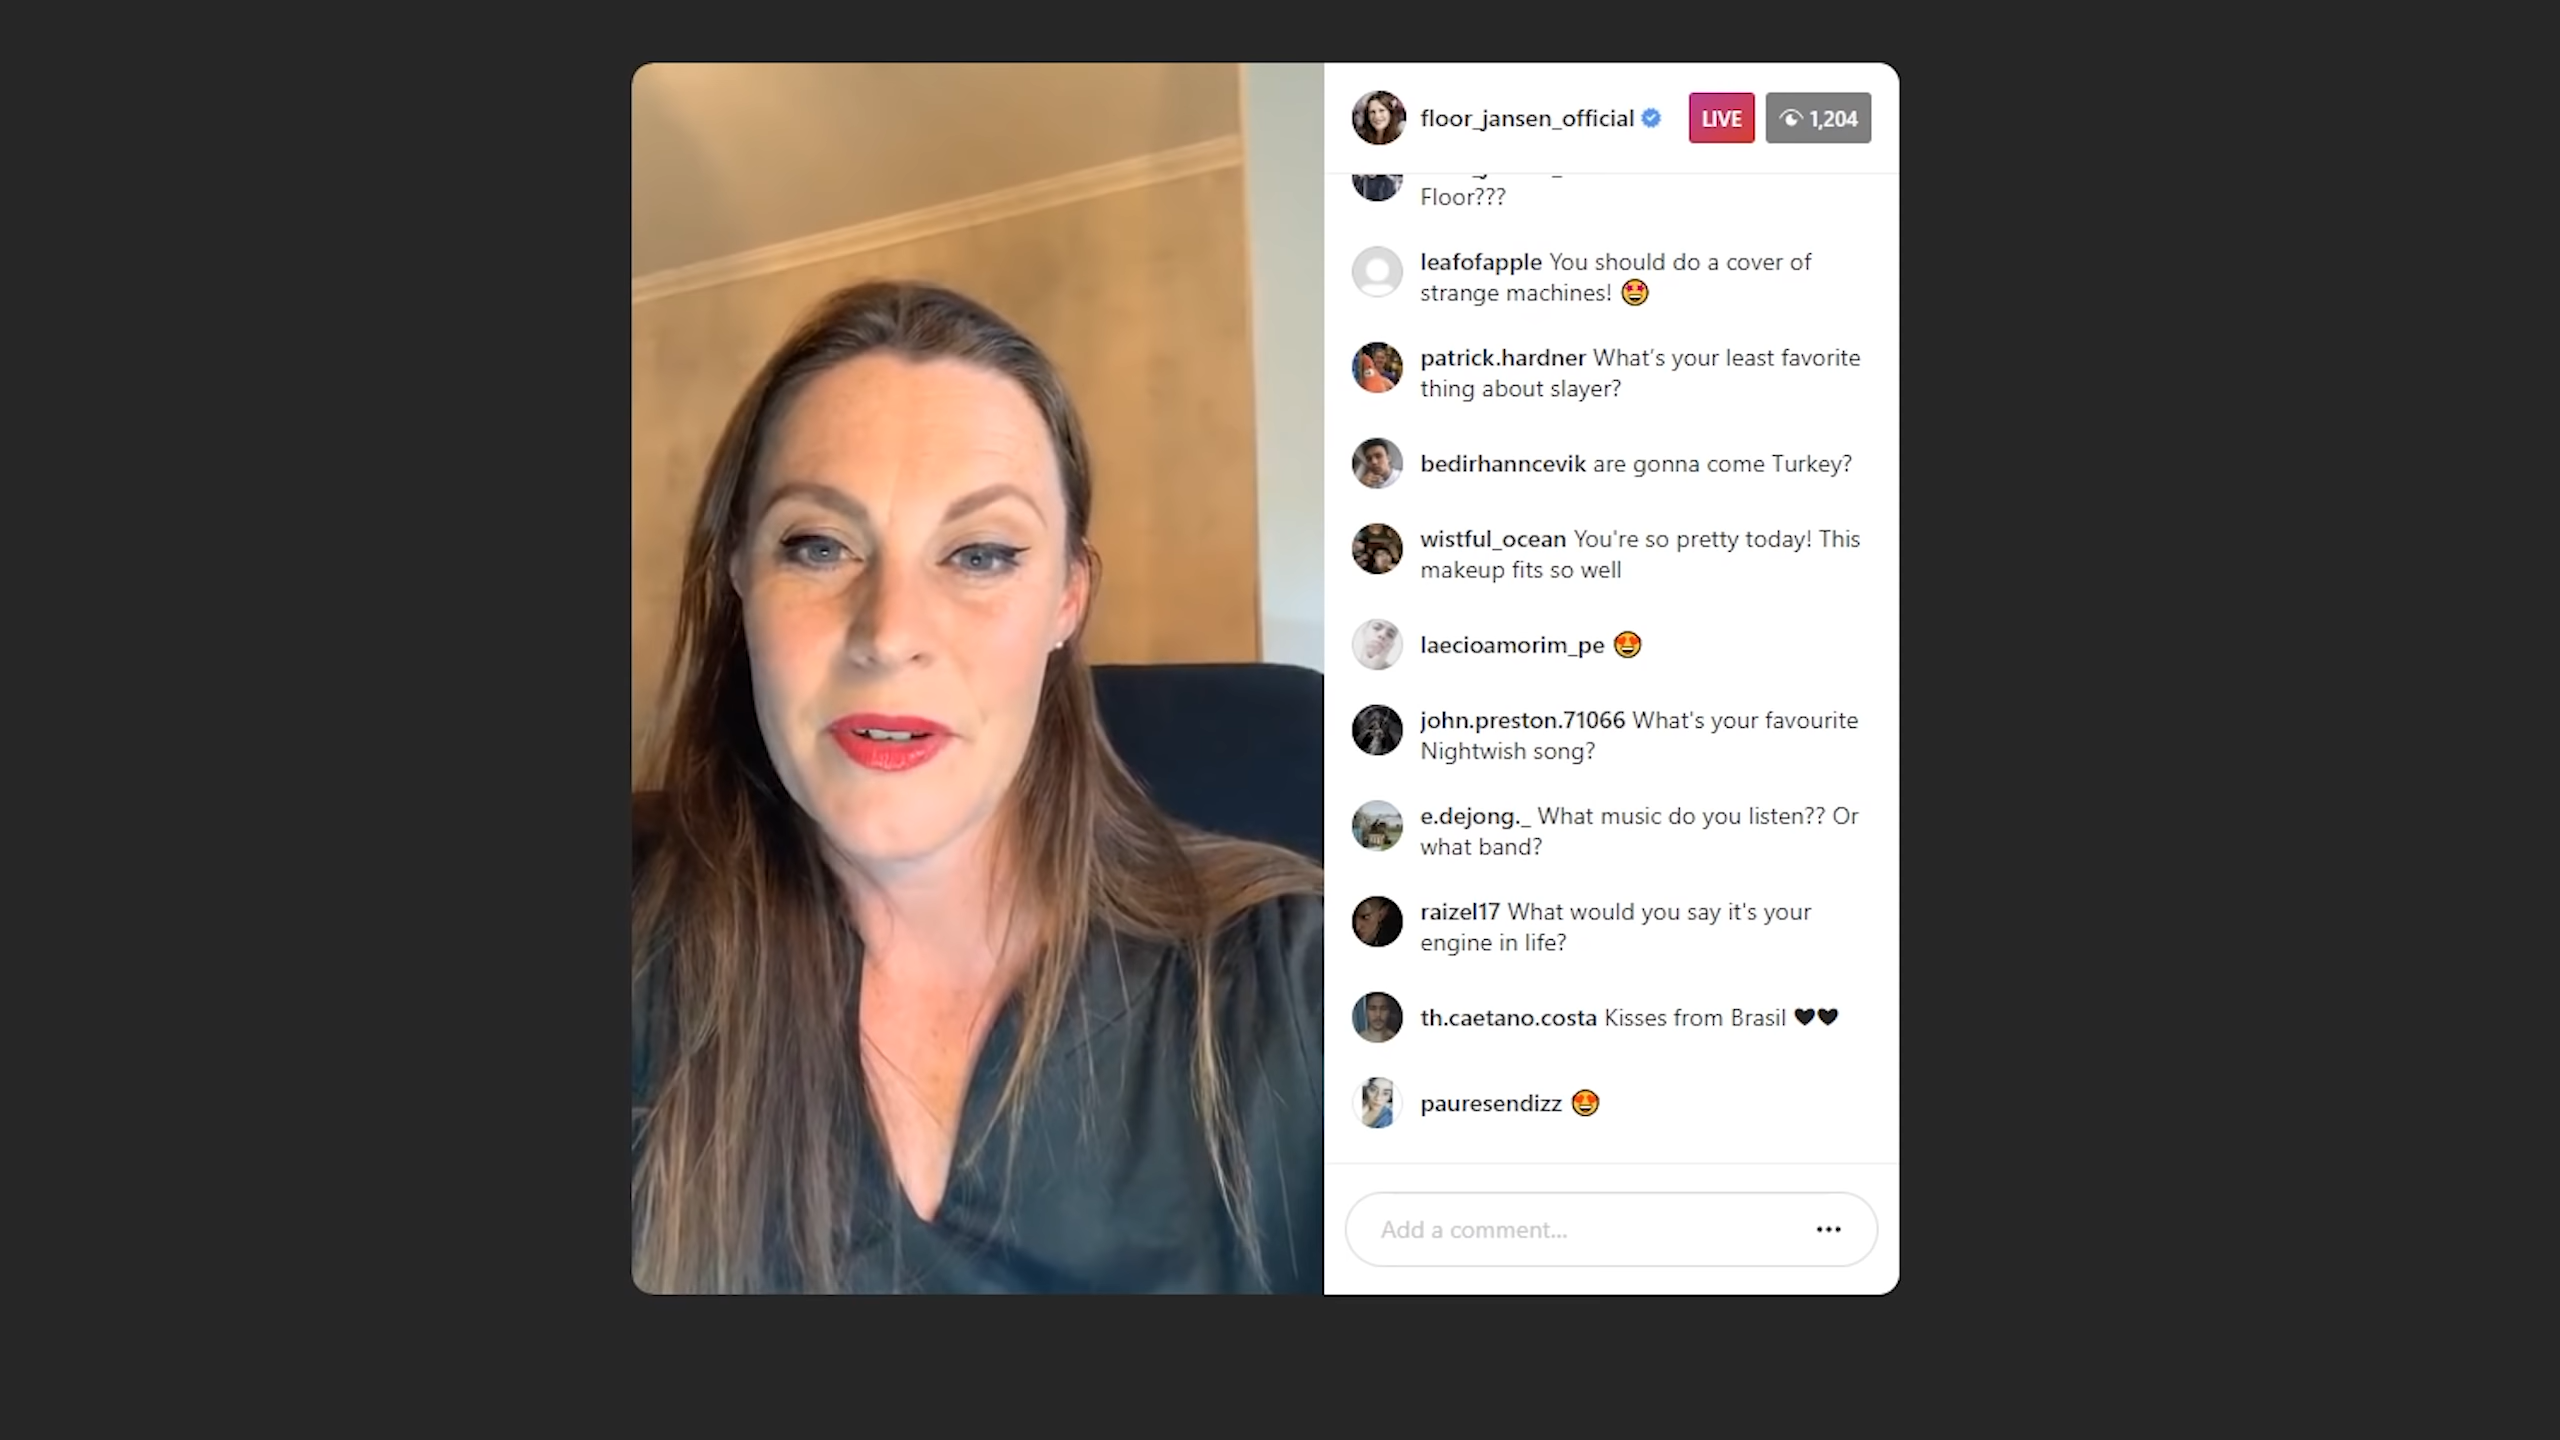 floor_jansen_official LIVE 1,204
Floor???
leafofapple You should do a cover of
strange machines! 🤩
patrick.hardner What's your least favorite
thing about slayer?
bedirhanncevik are gonna come Turkey?
wistful_ocean You're so pretty today! This
makeup fits so well
laecioamorim_pe 😍
john.preston.71066 What's your favourite
Nightwish song?
e.dejong._ What music do you listen?? Or
what band?
raizel17 What would you say it's your
engine in life?
th.caetano.costa Kisses from Brasil 🖤🖤
pauresendizz 😍
Add a comment...